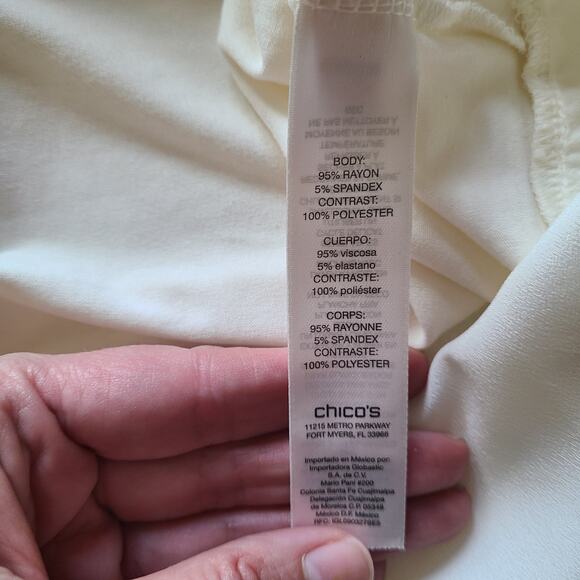 BODY:
95% RAYON
5% SPANDEX
CONTRAST:
100% POLYESTER
CUERPO:
95% viscosa
5% elastano
CONTRASTE:
100% poliéster
CORPS:
95% RAYONNE
5% SPANDEX
CONTRASTE:
100% POLYESTER
chico's
11215 METRO PARKWAY
FORT MYERS, FL 33966
Importado en México por:
Importadora Globastic
S.A. de C.V.
Mario Pani #200
Colonia Santa Fe Cuajimalpa
Delegación Cuajimalpa
de Morelos C.P. 05348,
México D.F. México